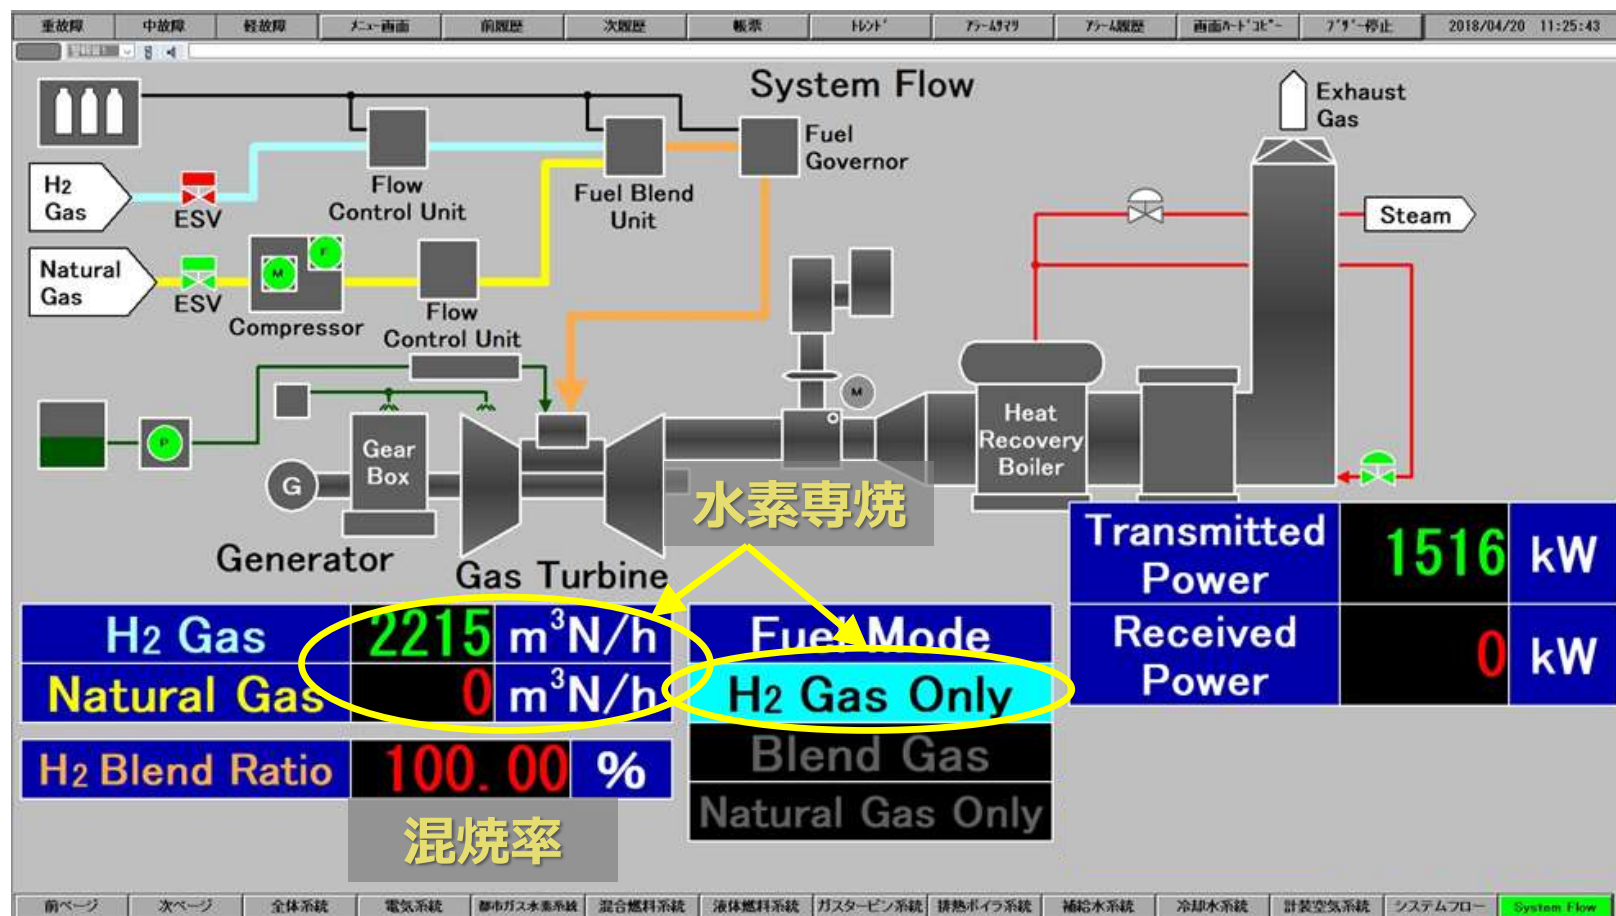 重故障 中故障 軽故障 メニュー画面 前履歴 次履歴 帳票 トレンド アラームサマリ アラーム履歴 画面ハードコピー ブザー停止 2018/04/20 11:25:43
System Flow
Exhaust
Gas
Fuel
Governor
H2
Gas
ESV
Flow
Control Unit
Fuel Blend
Unit
Steam
Natural
Gas
ESV
M
F
Compressor
Flow
Control Unit
M
P
Gear
Box
G
Heat
Recovery
Boiler
水素専焼
Generator
Gas Turbine
Transmitted
Power
1516 kW
Received
Power
0 kW
H2 Gas 2215 m³N/h
Natural Gas 0 m³N/h
H2 Blend Ratio 100.00 %
混焼率
Fuel Mode
H2 Gas Only
Blend Gas
Natural Gas Only
前ページ 次ページ 全体系統 電気系統 都市ガス水素系統 混合燃料系統 液体燃料系統 ガスタービン系統 排熱ボイラ系統 補給水系統 冷却水系統 計装空気系統 システムフロー System Flow